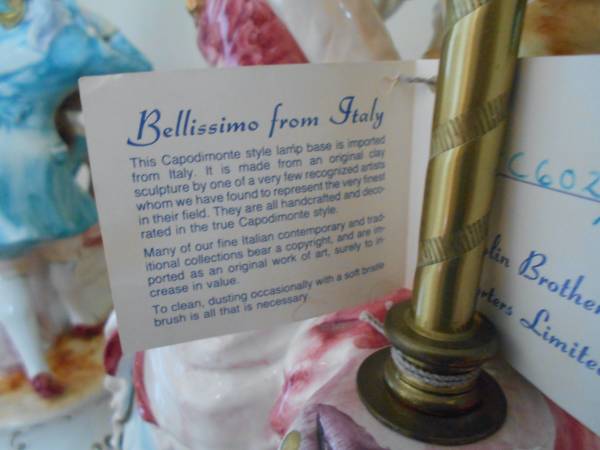 Bellissimo from Italy
This Capodimonte style lamp base is imported
from Italy. It is made from an original clay
sculpture by one of a very few recognized artists
whom we have found to represent the very finest
in their field. They are all handcrafted and deco-
rated in the true Capodimonte style.
Many of our fine Italian contemporary and trad-
itional collections bear a copyright, and are im-
ported as an original work of art, surely to in-
crease in value.
To clean, dusting occasionally with a soft bristle
brush is all that is necessary
C602
Brother
Limited